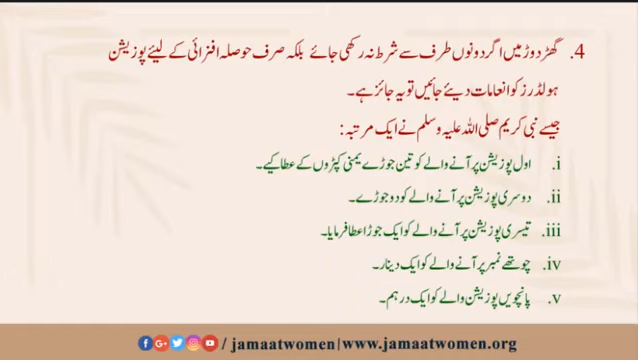 4. گھڑ دوڑ میں اگر دونوں طرف سے شرط نہ رکھی جائے بلکہ صرف حوصلہ افزائی کے لیئے پوزیشن
ہولڈرز کو انعامات دیئے جائیں تو یہ جائز ہے۔
جیسے نبی کریم صلی اللہ علیہ وسلم نے ایک مرتبہ:
i. اول پوزیشن پر آنے والے کو تین جوڑے یمنی کپڑوں کے عطا کیے۔
ii. دوسری پوزیشن پر آنے والے کو دو جوڑے۔
iii. تیسری پوزیشن پر آنے والے کو ایک جوڑا عطا فرمایا۔
iv. چوتھے نمبر پر آنے والے کو ایک دینار۔
v. پانچویں پوزیشن والے کو ایک درہم۔
/ jamaatwomen|www.jamaatwomen.org